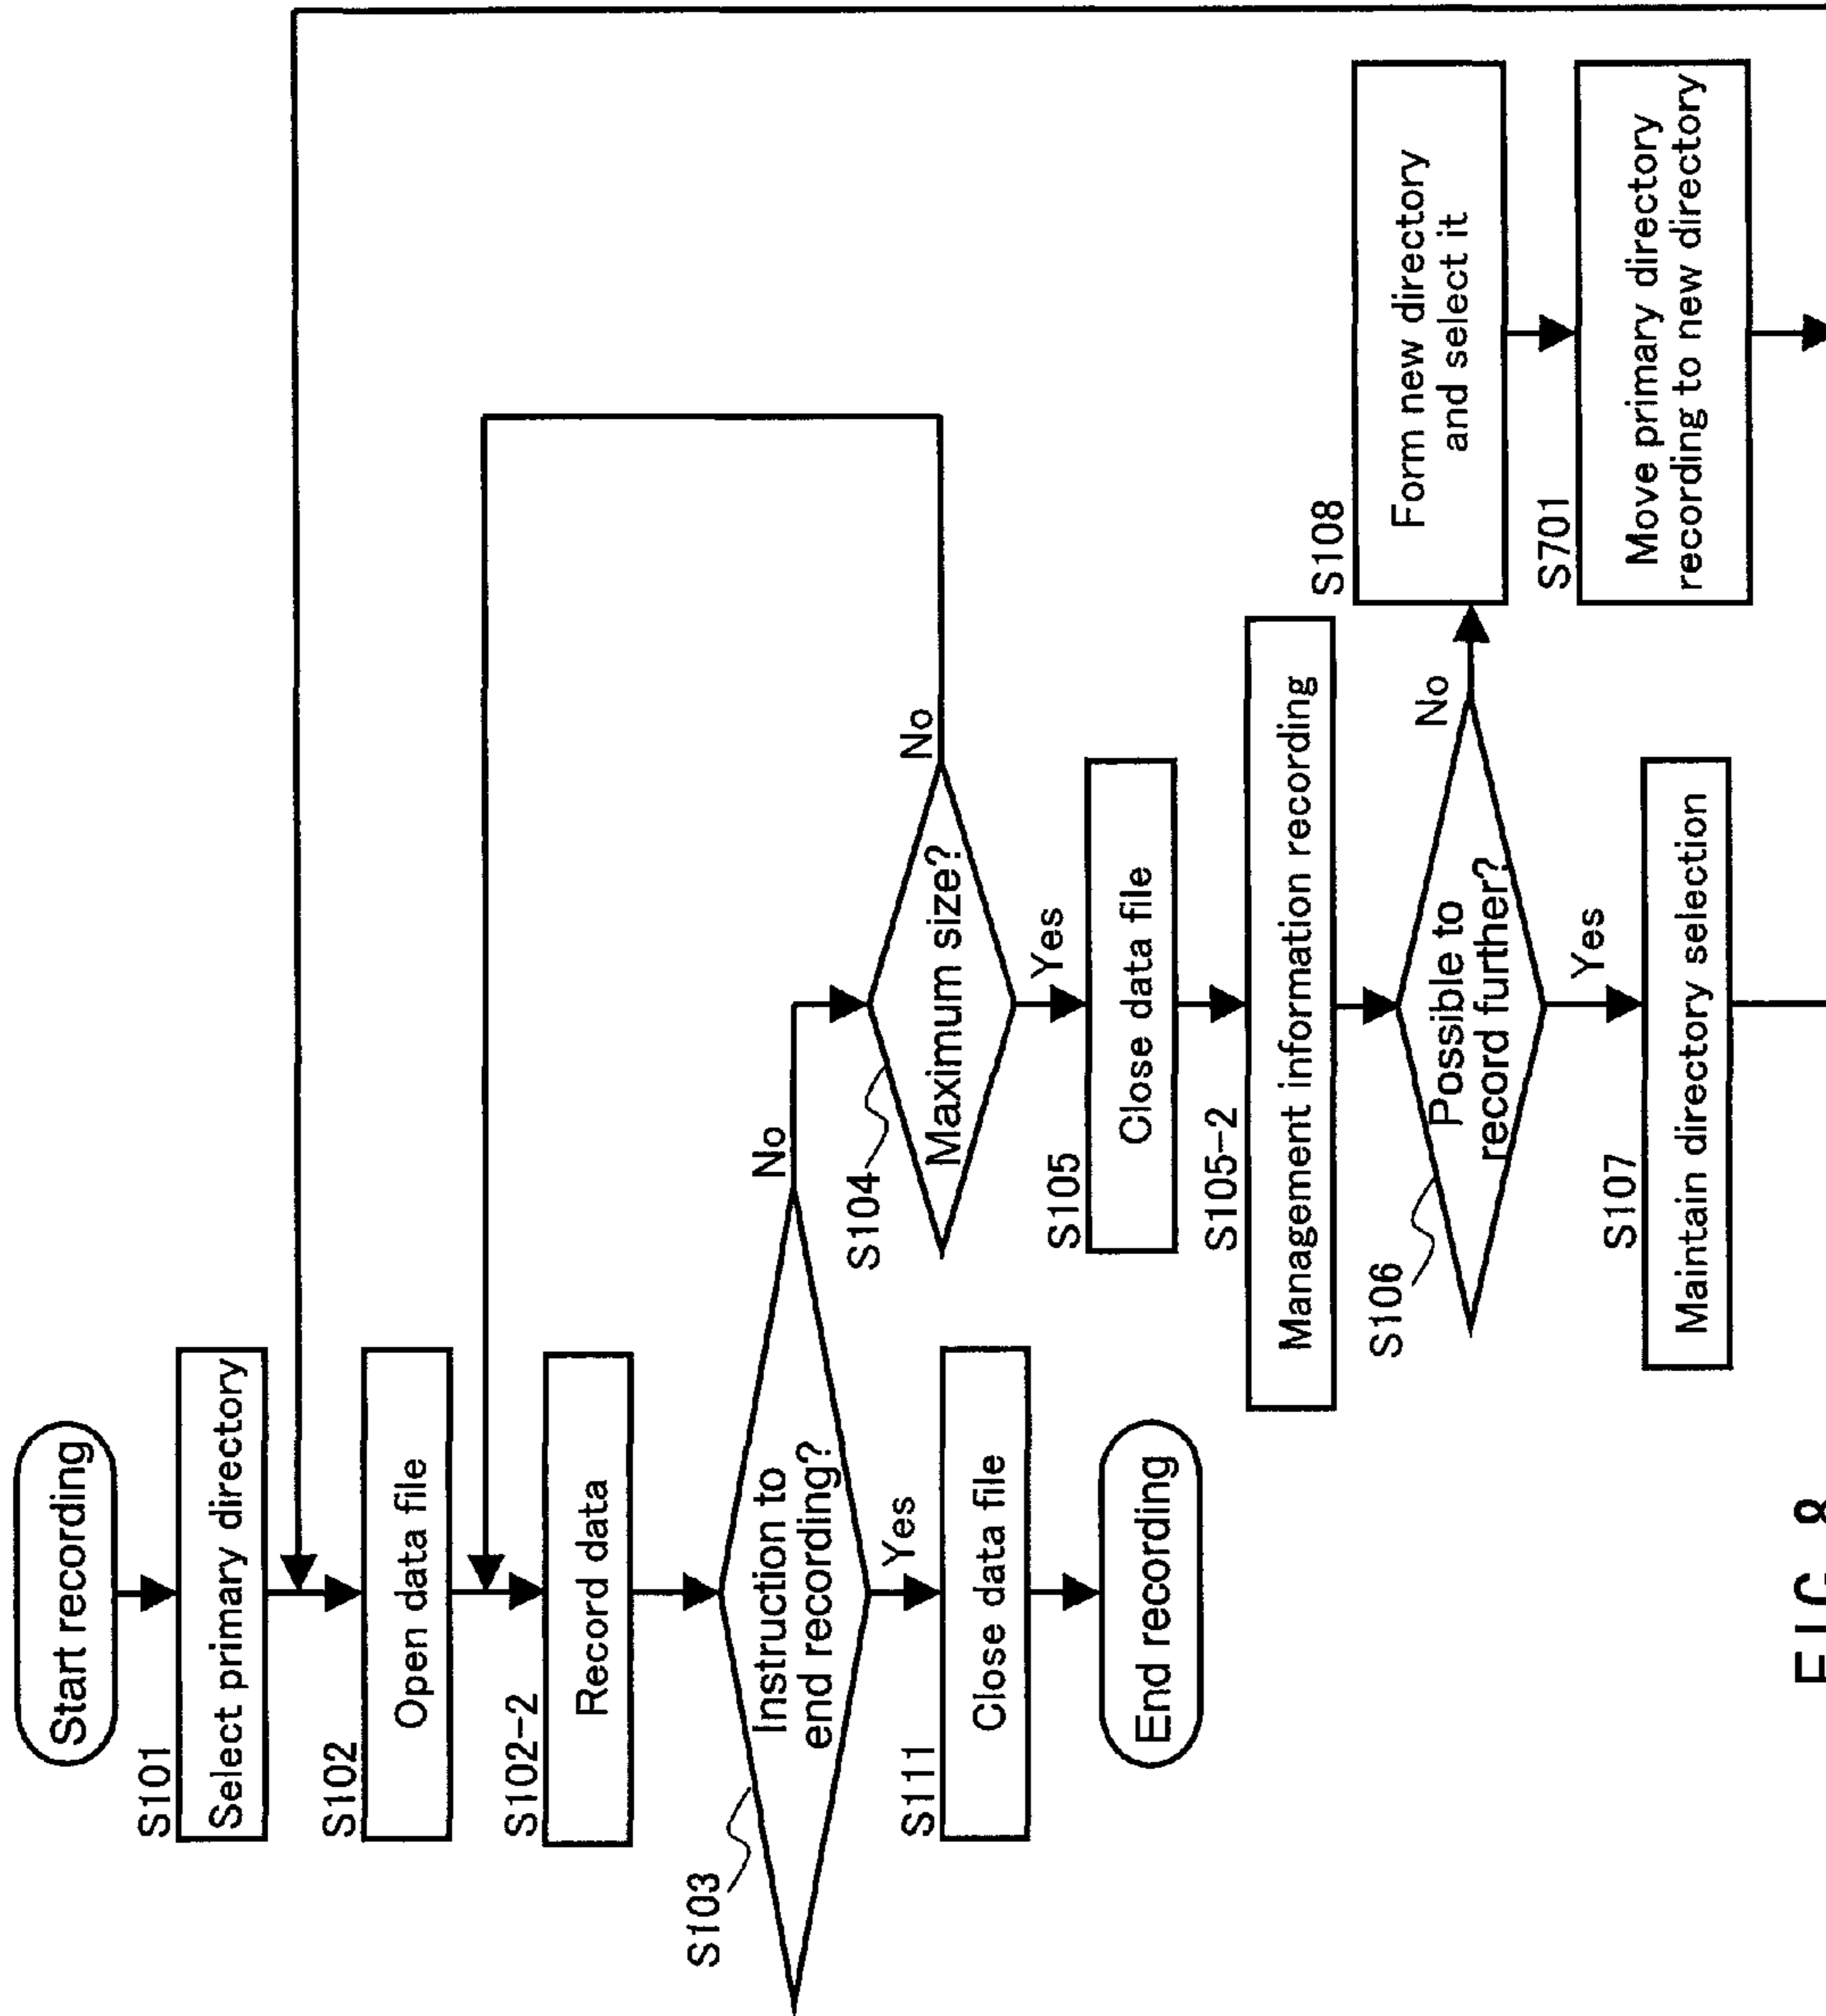 Start recording
S101
Select primary directory
S102
Open data file
S102-2
Record data
S103
Instruction to
end recording?
No
Yes
S111
Close data file
End recording
S104
Maximum size?
No
Yes
S105
Close data file
S105-2
Management information recording
S106
Possible to
record further?
No
Yes
S107
Maintain directory selection
S108
Form new directory
and select it
S701
Move primary directory
recording to new directory
FIG. 8